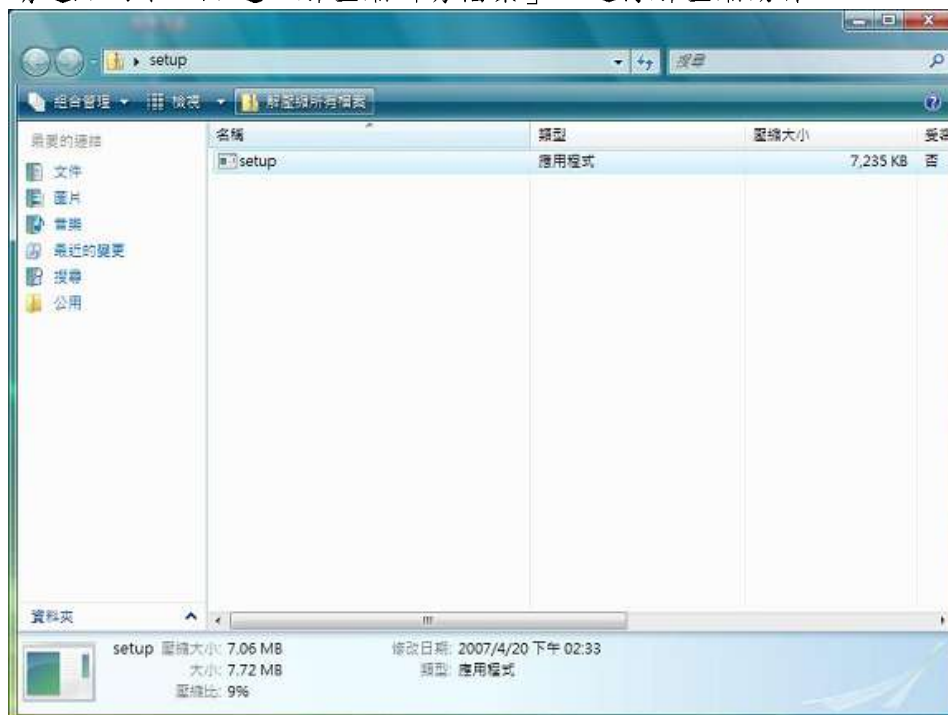 setup
搜尋
組合管理
檢視
解壓縮所有檔案
最愛的連結
名稱
類型
壓縮大小
setup
應用程式
7,235 KB
否
文件
圖片
音樂
最近的變更
搜尋
公用
資料夾
setup 壓縮大小: 7.06 MB
修改日期: 2007/4/20 下午 02:33
大小: 7.72 MB
類型: 應用程式
壓縮比: 9%